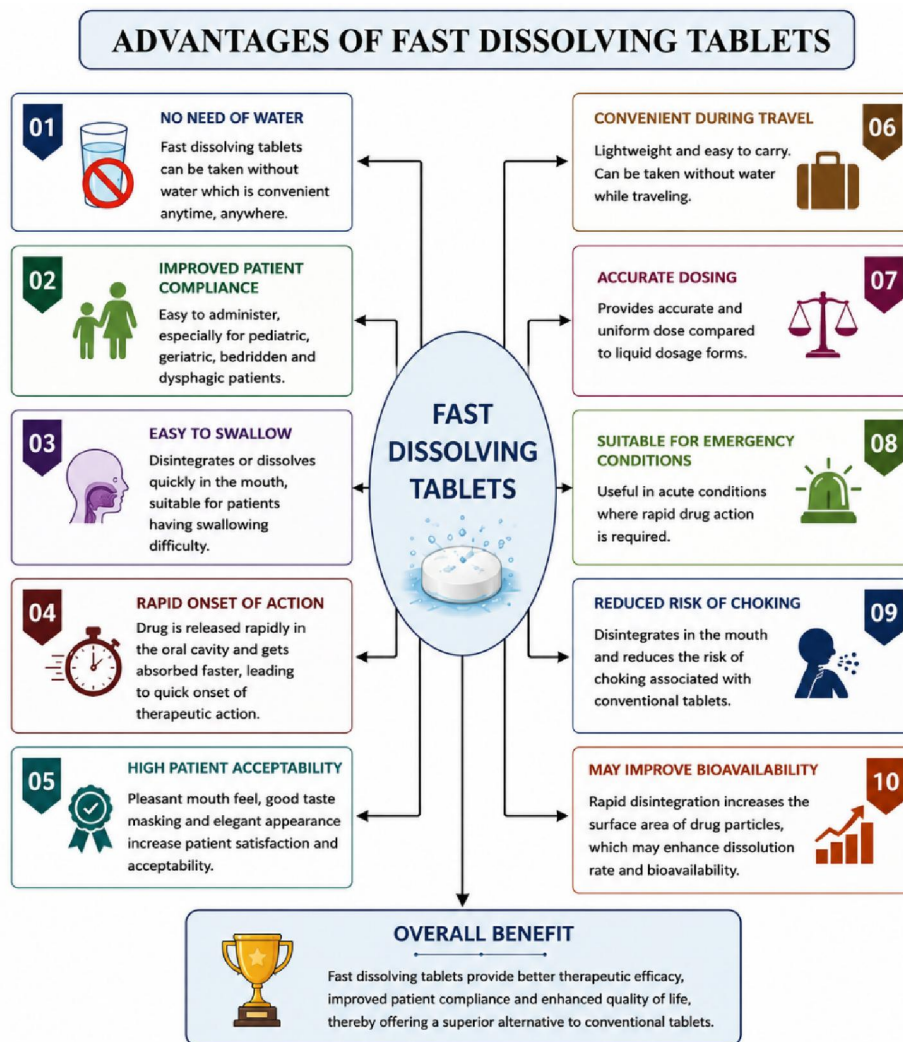 ADVANTAGES OF FAST DISSOLVING TABLETS
01
NO NEED OF WATER
Fast dissolving tablets
can be taken without
water which is convenient
anytime, anywhere.
02
IMPROVED PATIENT
COMPLIANCE
Easy to administer,
especially for pediatric,
geriatric, bedridden and
dysphagic patients.
03
EASY TO SWALLOW
Disintegrates or dissolves
quickly in the mouth,
suitable for patients
having swallowing
difficulty.
04
RAPID ONSET OF ACTION
Drug is released rapidly in
the oral cavity and gets
absorbed faster, leading
to quick onset of
therapeutic action.
05
HIGH PATIENT ACCEPTABILITY
Pleasant mouth feel, good taste
masking and elegant appearance
increase patient satisfaction and
acceptability.
FAST
DISSOLVING
TABLETS
CONVENIENT DURING TRAVEL
06
Lightweight and easy to carry.
Can be taken without water
while traveling.
ACCURATE DOSING
07
Provides accurate and
uniform dose compared
to liquid dosage forms.
SUITABLE FOR EMERGENCY
CONDITIONS
08
Useful in acute conditions
where rapid drug action
is required.
REDUCED RISK OF CHOKING
09
Disintegrates in the mouth
and reduces the risk of
choking associated with
conventional tablets.
MAY IMPROVE BIOAVAILABILITY
10
Rapid disintegration increases the
surface area of drug particles,
which may enhance dissolution
rate and bioavailability.
OVERALL BENEFIT
Fast dissolving tablets provide better therapeutic efficacy,
improved patient compliance and enhanced quality of life,
thereby offering a superior alternative to conventional tablets.